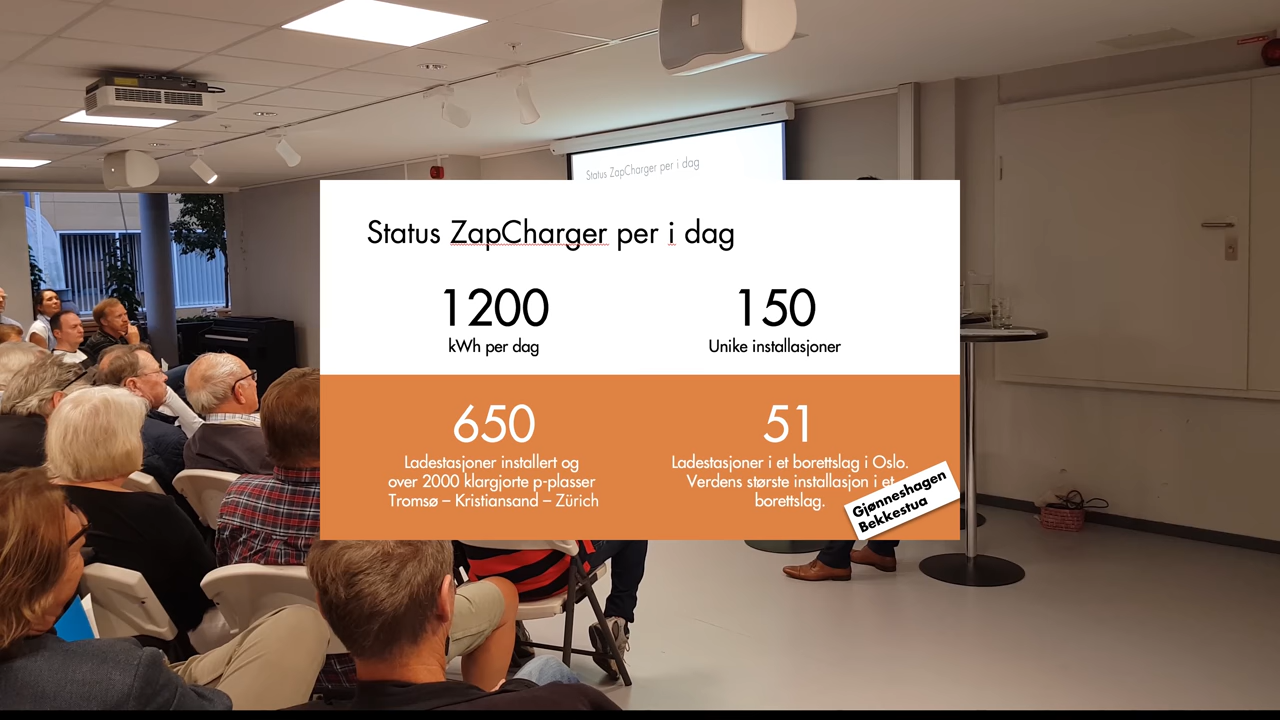 Status ZapCharger per i dag
Status ZapCharger per i dag
1200
kWh per dag
150
Unike installasjoner
650
Ladestasjoner installert og
over 2000 klargjorte p-plasser
Tromsø – Kristiansand – Zürich
51
Ladestasjoner i et borettslag i Oslo.
Verdens største installasjon i et
borettslag.
Gjønneshagen
Bekkestua